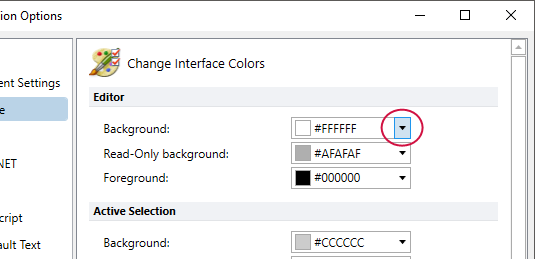 ion Options
Change Interface Colors
ent Settings
Editor
e
Background: #FFFFFF
Read-Only background: #AFAFAF
NET
Foreground: #000000
Active Selection
cript
Background: #CCCCCC
ault Text